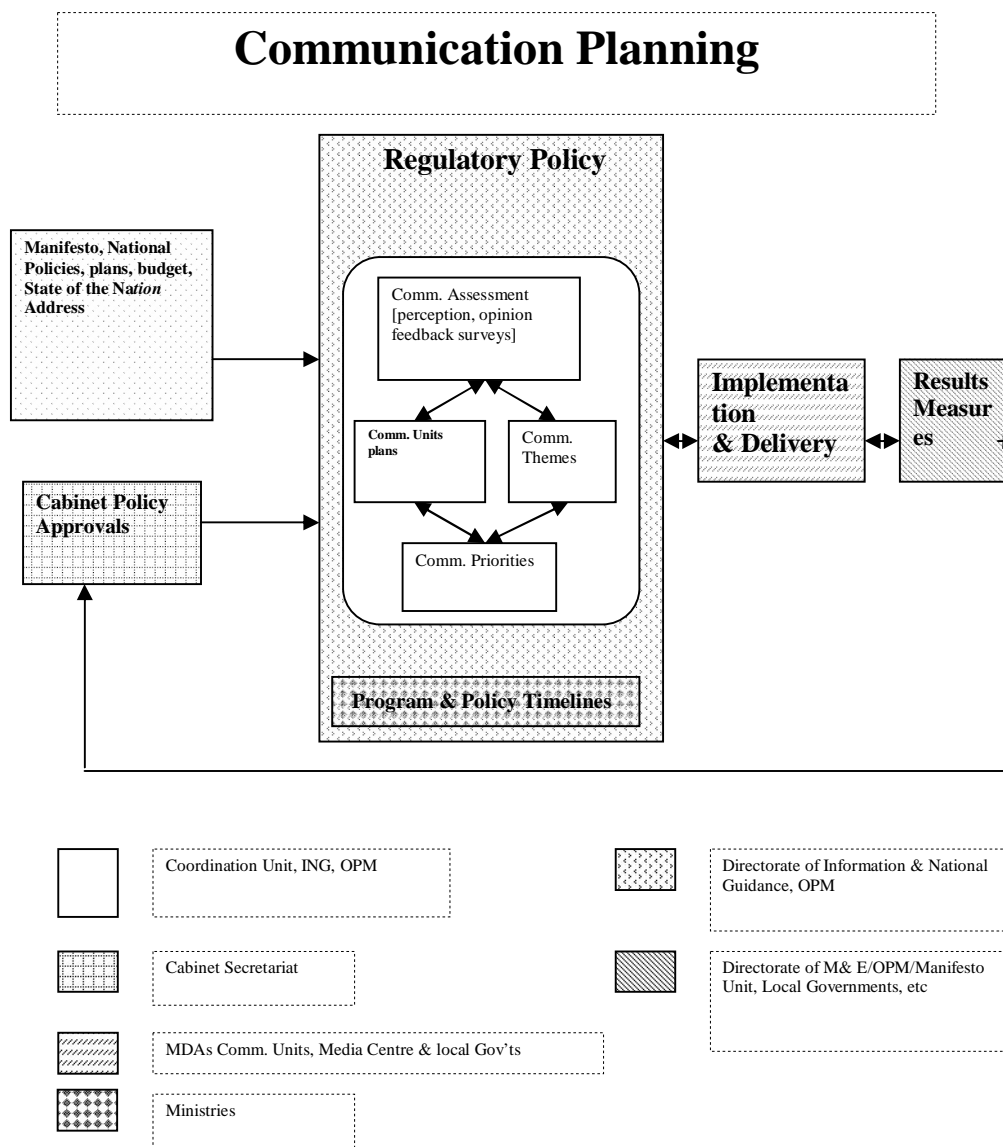 Communication Planning
Regulatory Policy
Manifesto, National
Policies, plans, budget,
State of the Nation
Address
Comm. Assessment
[perception, opinion
feedback surveys]
Comm. Units
plans
Comm.
Themes
Comm. Priorities
Implementa
tion
& Delivery
Results
Measur
es
Cabinet Policy
Approvals
Program & Policy Timelines
Coordination Unit, ING, OPM
Directorate of Information & National
Guidance, OPM
Cabinet Secretariat
Directorate of M& E/OPM/Manifesto
Unit, Local Governments, etc
MDAs Comm. Units, Media Centre & local Gov'ts
Ministries